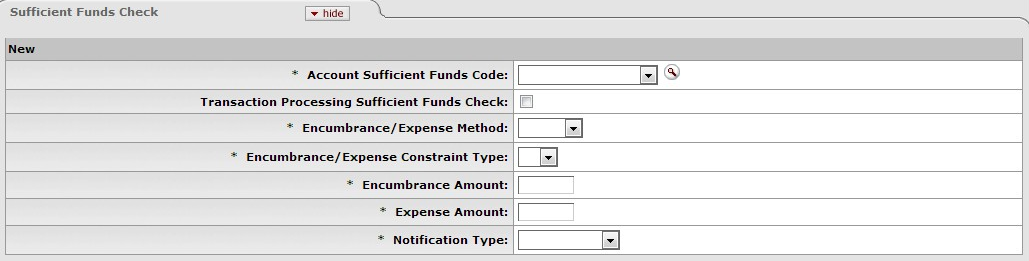 Sufficient Funds Check
hide
New
* Account Sufficient Funds Code:
Transaction Processing Sufficient Funds Check:
* Encumbrance/Expense Method:
* Encumbrance/Expense Constraint Type:
* Encumbrance Amount:
* Expense Amount:
* Notification Type: